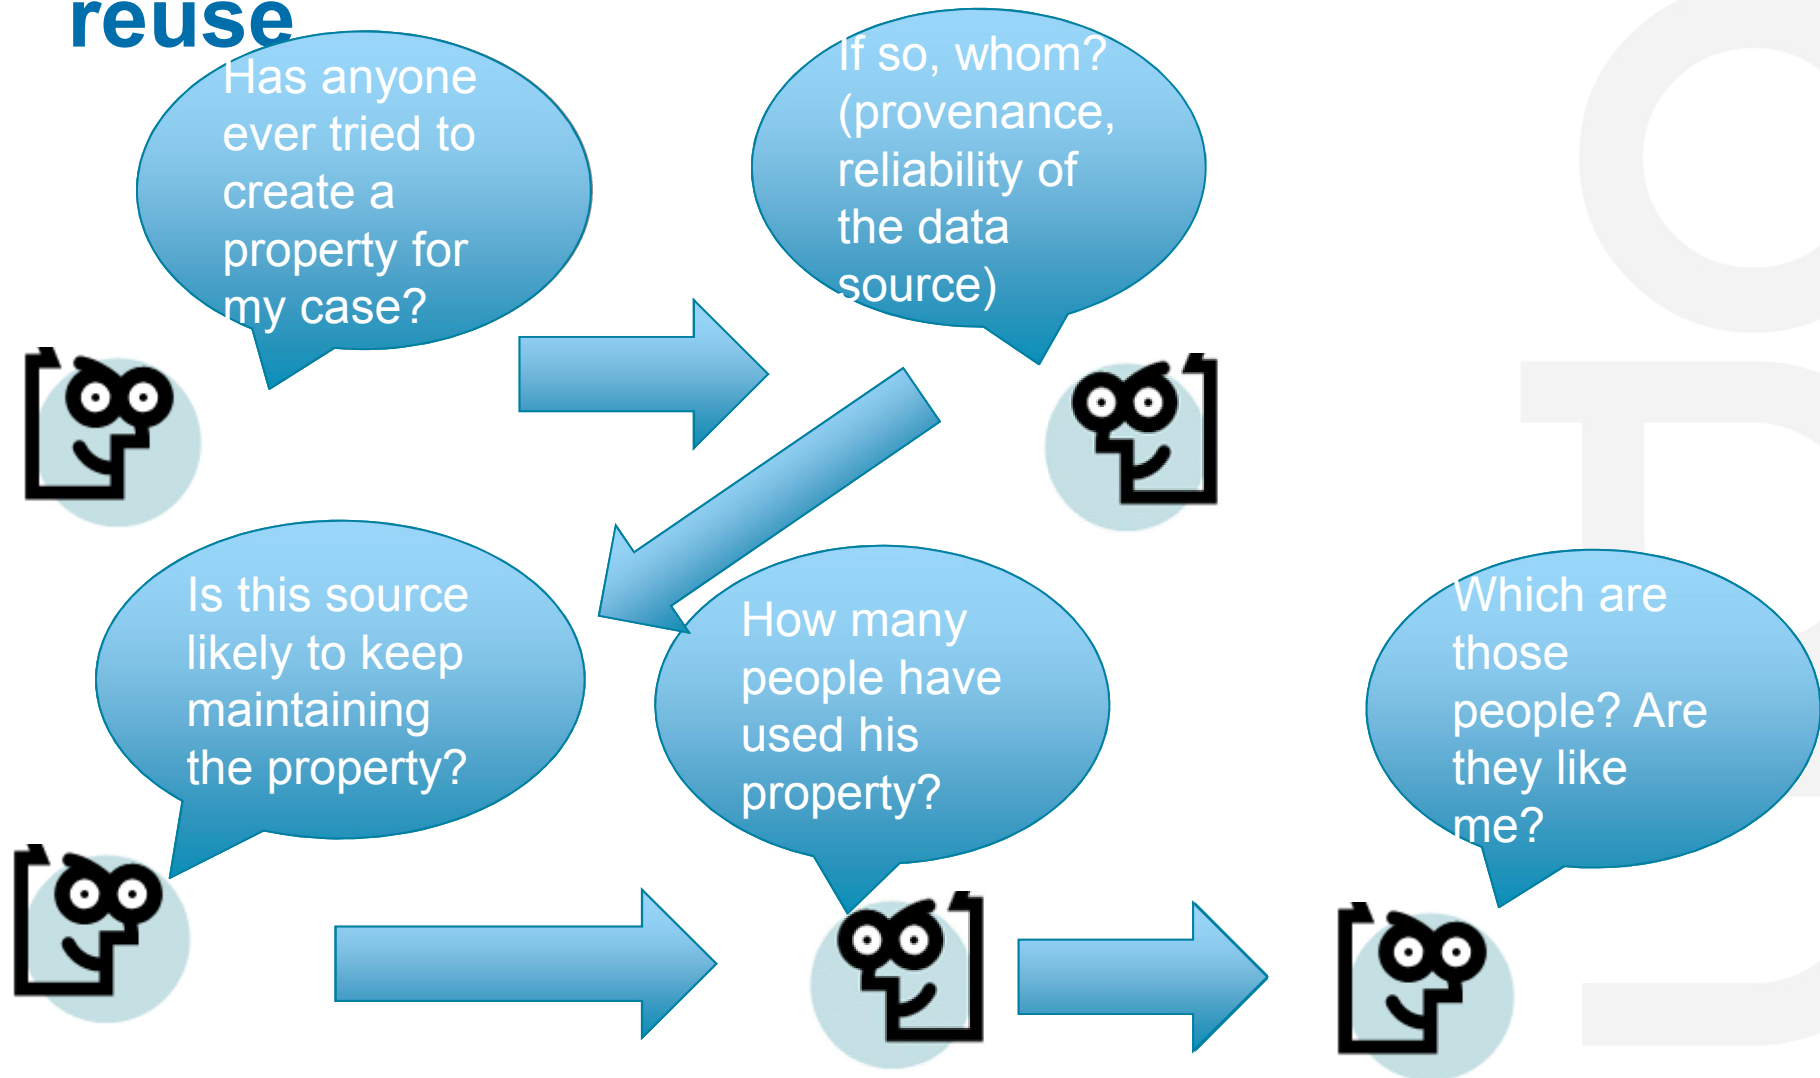 reuse
Has anyone
ever tried to
create a
property for
my case?
If so, whom?
(provenance,
reliability of
the data
source)
Is this source
likely to keep
maintaining
the property?
How many
people have
used his
property?
Which are
those
people? Are
they like
me?